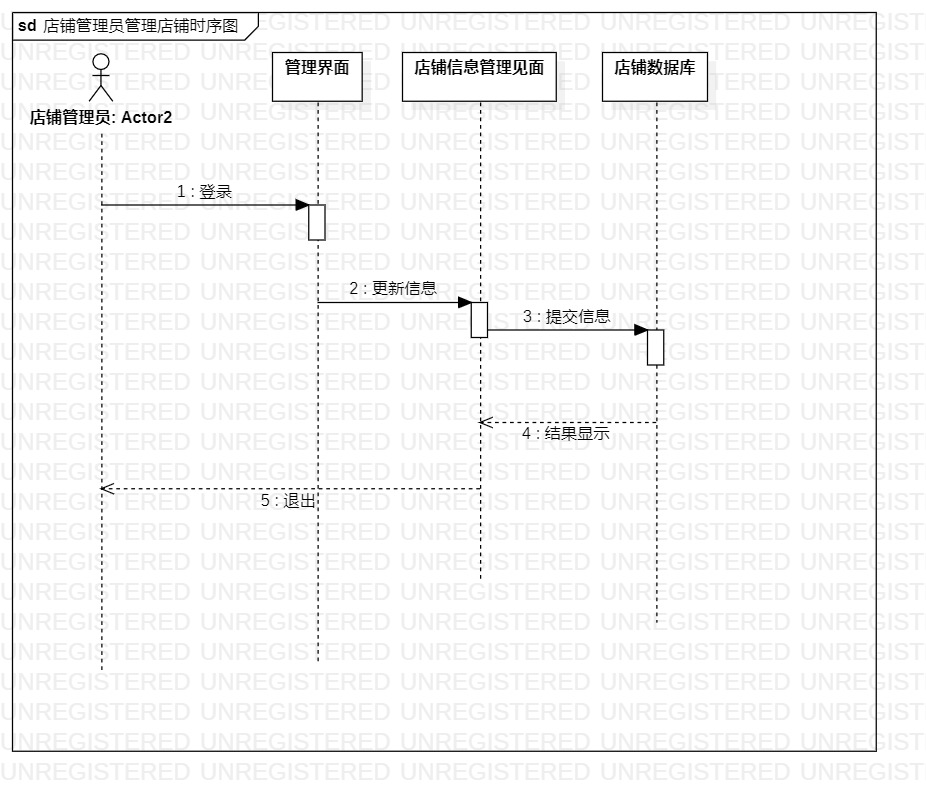 sd 店铺管理员管理店铺时序图
店铺管理员: Actor2
管理界面
店铺信息管理见面
店铺数据库
1 : 登录
2 : 更新信息
3 : 提交信息
4 : 结果显示
5 : 退出
UNREGISTERED